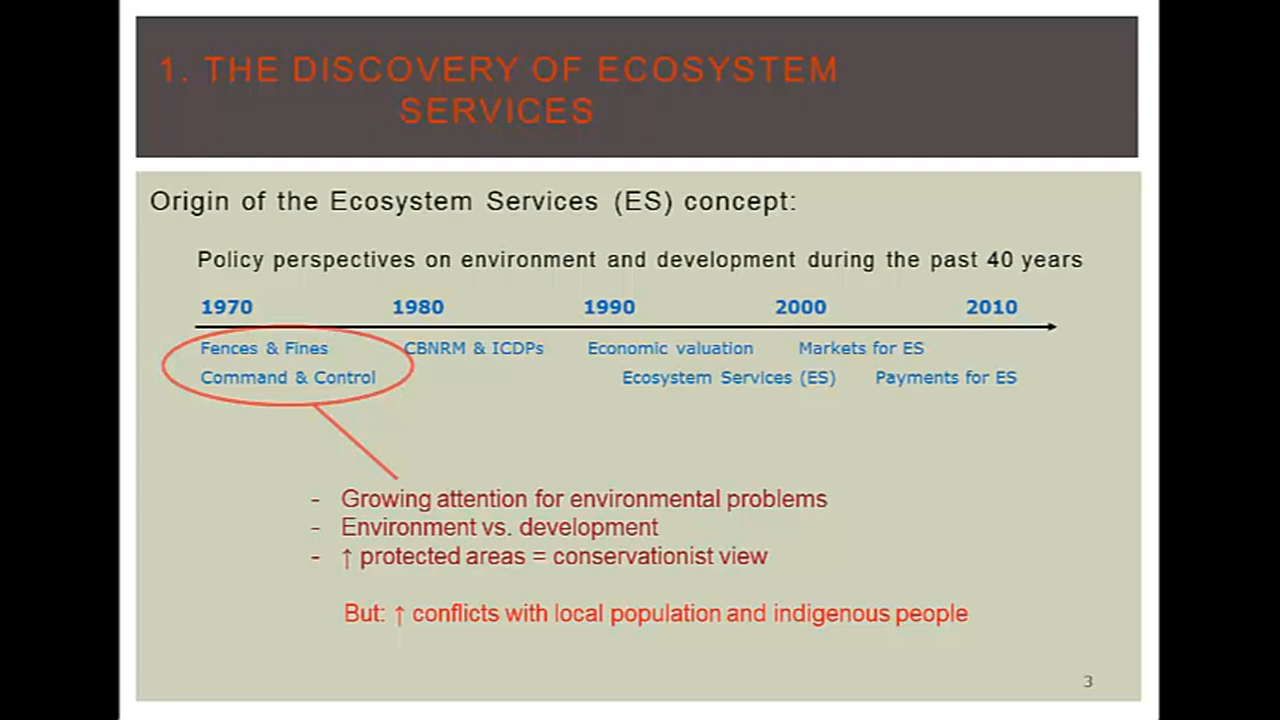 1. THE DISCOVERY OF ECOSYSTEM
SERVICES
Origin of the Ecosystem Services (ES) concept:
Policy perspectives on environment and development during the past 40 years
1970 1980 1990 2000 2010
Fences & Fines CBNRM & ICDPs Economic valuation Markets for ES
Command & Control Ecosystem Services (ES) Payments for ES
- Growing attention for environmental problems
- Environment vs. development
- ↑ protected areas = conservationist view
But: ↑ conflicts with local population and indigenous people
3